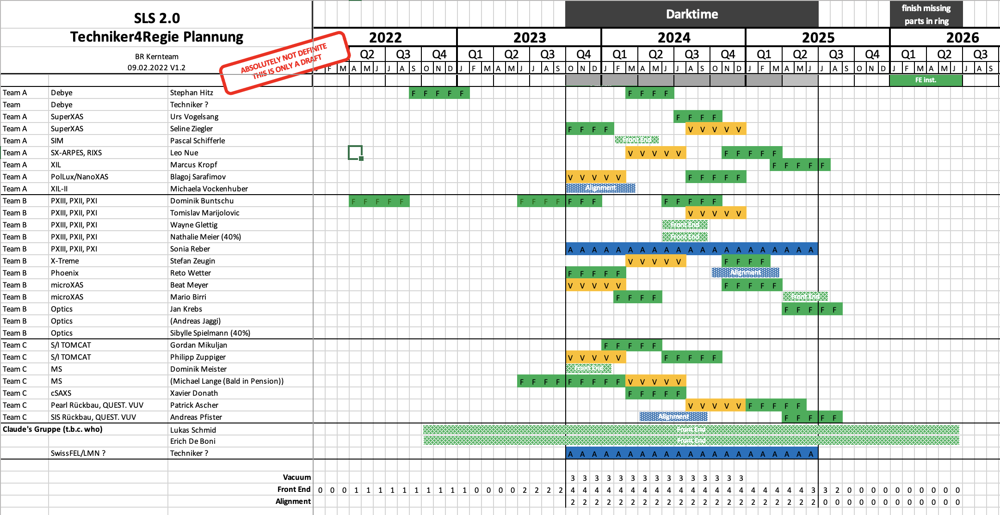 SLS 2.0
Techniker4Regie Plannung
BR Kernteam
09.02.2022 V1.2
ABSOLUTELY NOT DEFINITE
THIS IS ONLY A DRAFT
Darktime
finish missing
parts in ring
2022 2023 2024 2025 2026
Q2 Q3 Q4 Q1 Q2 Q3 Q4 Q1 Q2 Q3 Q4 Q1 Q2 Q3 Q4 Q1 Q2 Q3
F M A M J J A S O N D J F M A M J J A S O N D J F M A M J J A S O N D J F M A M J J A S O N D J F M A M J J A S
FE inst.
Team A Debye Stephan Hitz F F F F F F F F F
Team Debye Techniker ?
Team A SuperXAS Urs Vogelsang F F F F
Team A SuperXAS Seline Ziegler F F F F V V V V V
Team A SIM Pascal Schifferle Front End
Team A SX-ARPES, RIXS Leo Nue V V V V V F F F F F
Team A XIL Marcus Kropf F F F F F
Team A PolLux/NanoXAS Blagoj Sarafimov V V V V V F F F F F
Team A XIL-II Michaela Vockenhuber Alignment
Team B PXIII, PXII, PXI Dominik Buntschu F F F F F F F F F F F F F F F F F
Team B PXIII, PXII, PXI Tomislav Marijolovic V V V V V
Team B PXIII, PXII, PXI Wayne Glettig Front End
Team B PXIII, PXII, PXI Nathalie Meier (40%) Front End
Team B PXIII, PXII, PXI Sonia Reber A A A A A A A A A A A A A A A A A A A A A
Team B X-Treme Stefan Zeugin V V V V V F F F F
Team B Phoenix Reto Wetter F F F F F Alignment
Team B microXAS Beat Meyer V V V V V F F F F F
Team B microXAS Mario Birri F F F F Front End
Team B Optics Jan Krebs F F F F F
Team B Optics (Andreas Jaggi)
Team B Optics Sibylle Spielmann (40%)
Team C S/I TOMCAT Gordan Mikuljan F F F F F
Team C S/I TOMCAT Philipp Zuppiger V V V V V F F F F F
Team C MS Dominik Meister Front End
Team C MS (Michael Lange (Bald in Pension)) F F F F F F F F F V V V V V
Team C cSAXS Xavier Donath F F F F F
Team C Pearl Rückbau, QUEST. VUV Patrick Ascher V V V V V F F F F F
Team C SIS Rückbau, QUEST. VUV Andreas Pfister Alignment F F F F F
Claude's Gruppe (t.b.c. who) Lukas Schmid Front End
Erich De Boni Front End
SwissFEL/LMN ? Techniker ? A A A A A A A A A A A A A A A A A A A A A
Vacuum 3 3 3 3 3 3 3 3 3 3 3 3 3 3 3
Front End 0 0 0 1 1 1 1 1 1 1 1 1 1 0 0 0 0 2 2 2 2 4 4 4 4 4 4 4 4 4 4 4 4 4 4 4 4 4 4 4 4 3 3 2 0 0 0 0 0 0 0 0 0 0
Alignment 2 2 2 2 2 2 2 2 2 2 2 2 2 2 2 2 2 2 2 2 2 0 0 0 0 0 0 0 0 0 0 0 0